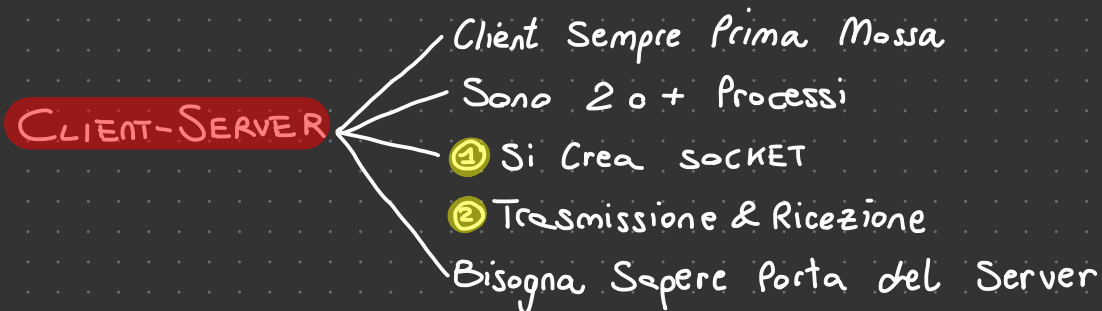 Client Sempre Prima Mossa
Sono 2 o + Processi
CLIENT-SERVER
1 Si Crea SOCKET
2 Trasmissione & Ricezione
Bisogna Sapere Porta del Server